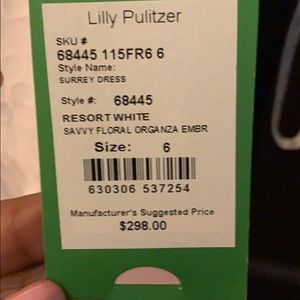 Lilly Pulitzer
SKU #
68445 115FR6 6
Style Name:
SURREY DRESS
Style #: 68445
RESORT WHITE
SAVVY FLORAL ORGANZA EMBR
Size: 6
630306 537254
Manufacturer's Suggested Price
$298.00